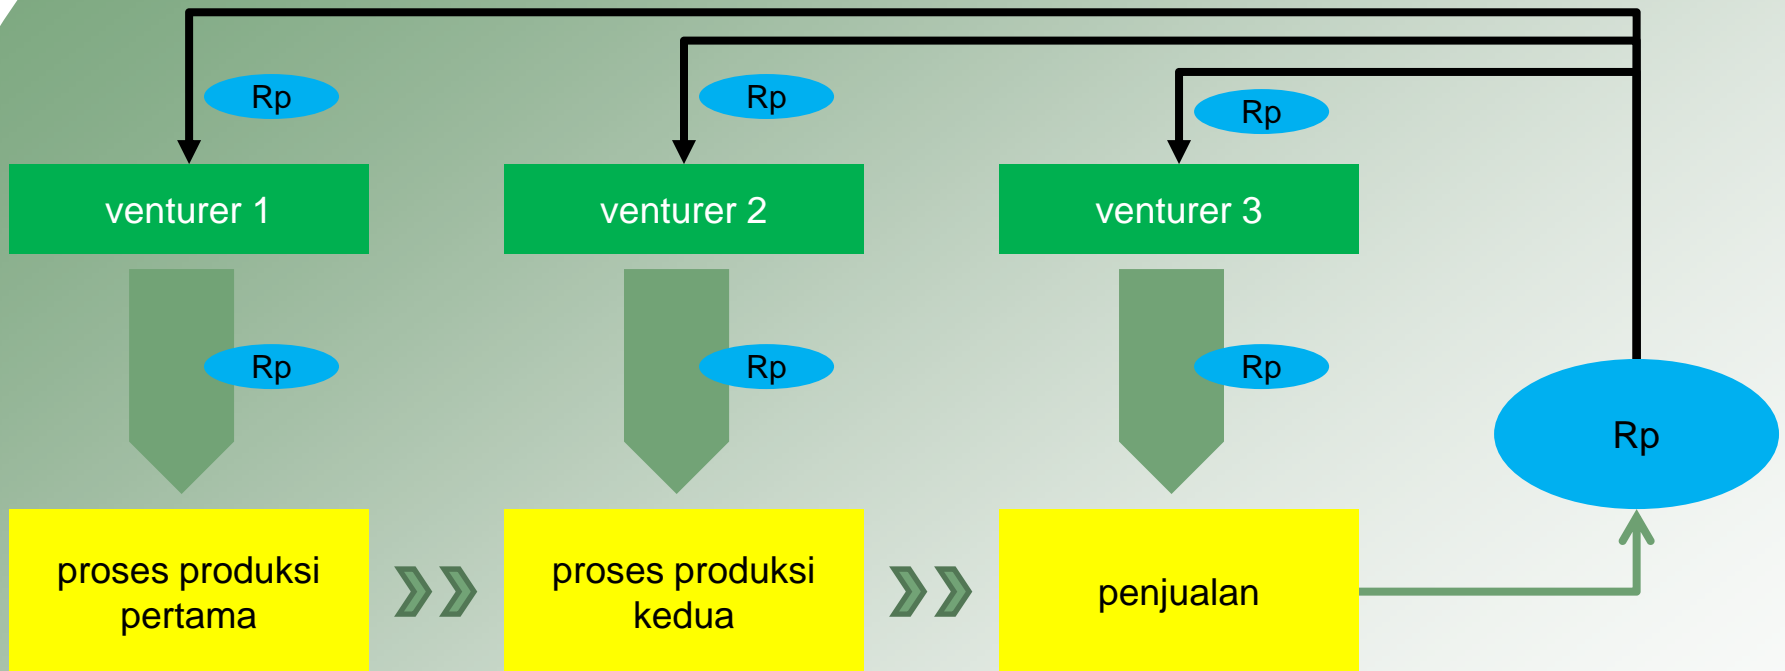 Rp
Rp
Rp
venturer 1
venturer 2
venturer 3
Rp
Rp
Rp
Rp
proses produksi
pertama
proses produksi
kedua
penjualan